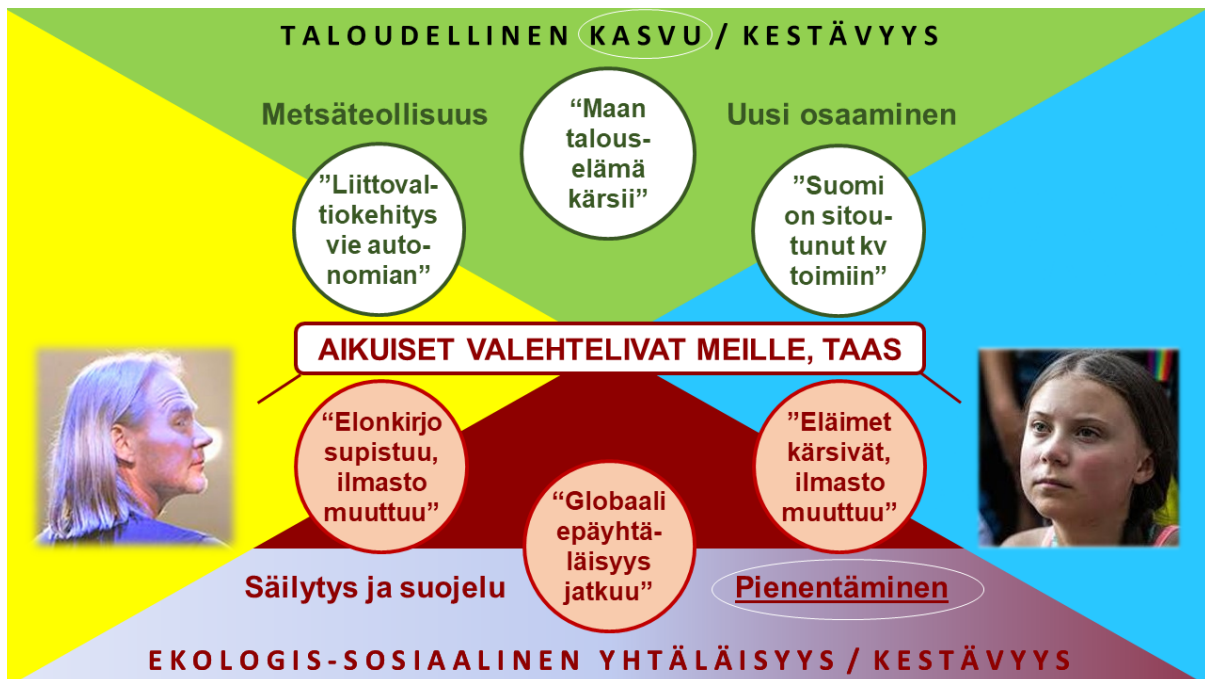 TALOUDELLINEN KASVU / KESTÄVYYS
Metsäteollisuus
“Maan
talous-
elämä
kärsii”
Uusi osaaminen
”Liittoval-
tiokehitys
vie auto-
nomian”
”Suomi
on sitou-
tunut kv
toimiin”
AIKUISET VALEHTELIVAT MEILLE, TAAS
“Elonkirjo
supistuu,
ilmasto
muuttuu”
”Eläimet
kärsivät,
ilmasto
muuttuu”
“Globaali
epäyhtä-
läisyys
jatkuu”
Säilytys ja suojelu
Pienentäminen
EKOLOGIS-SOSIAALINEN YHTÄLÄISYYS / KESTÄVYYS